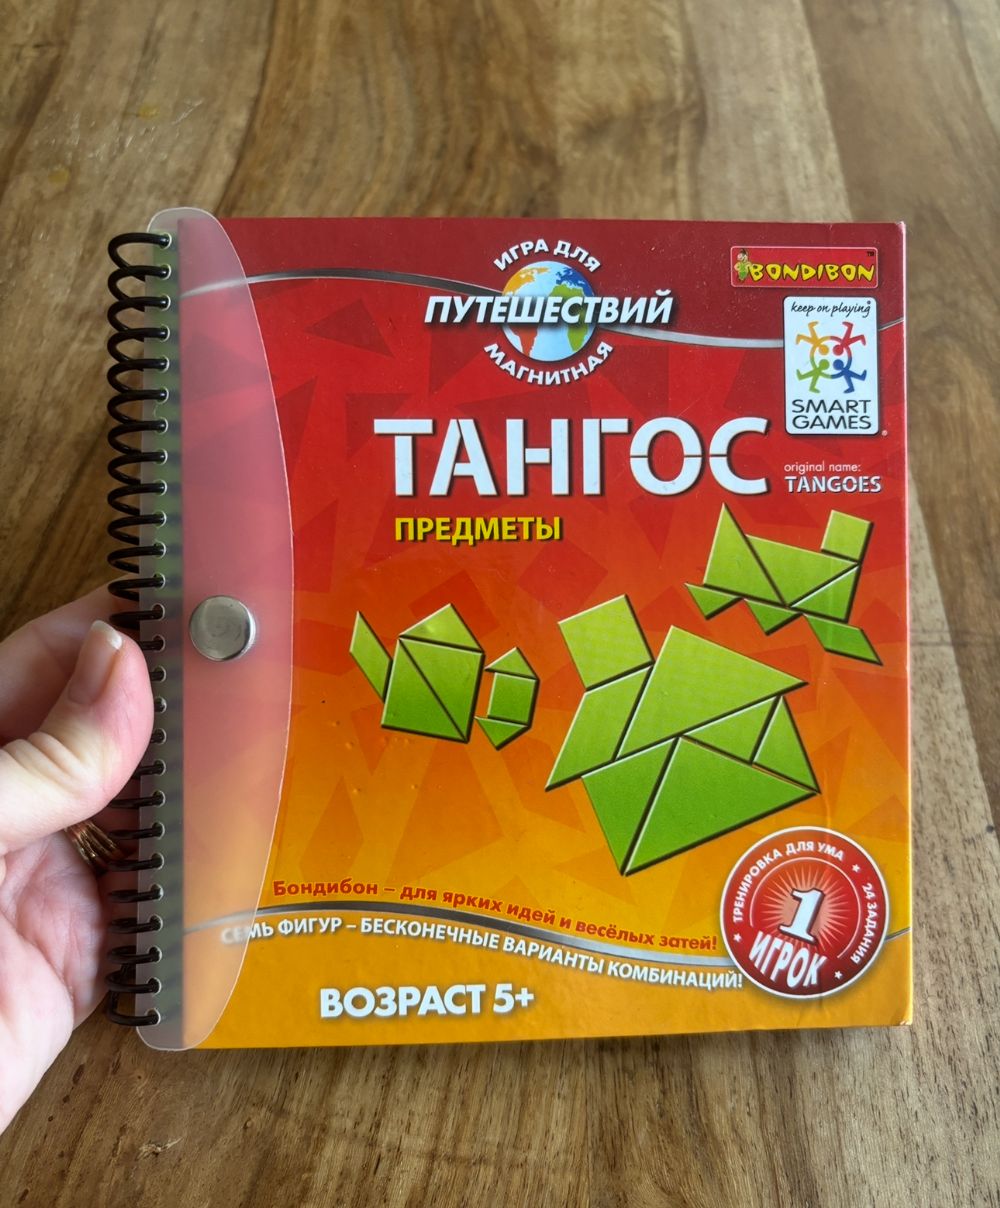 ИГРА ДЛЯ
ПУТЕШЕСТВИЙ
МАГНИТНАЯ
BONDIBON™
keep on playing
SMART
GAMES®
ТАНГОС
original name:
TANGOES
ПРЕДМЕТЫ
Бондибон – для ярких идей и весёлых затей!
СЕМЬ ФИГУР – БЕСКОНЕЧНЫЕ ВАРИАНТЫ КОМБИНАЦИЙ!
ВОЗРАСТ 5+
ТРЕНИРОВКА ДЛЯ УМА
24 ЗАДАНИЯ
1
ИГРОК